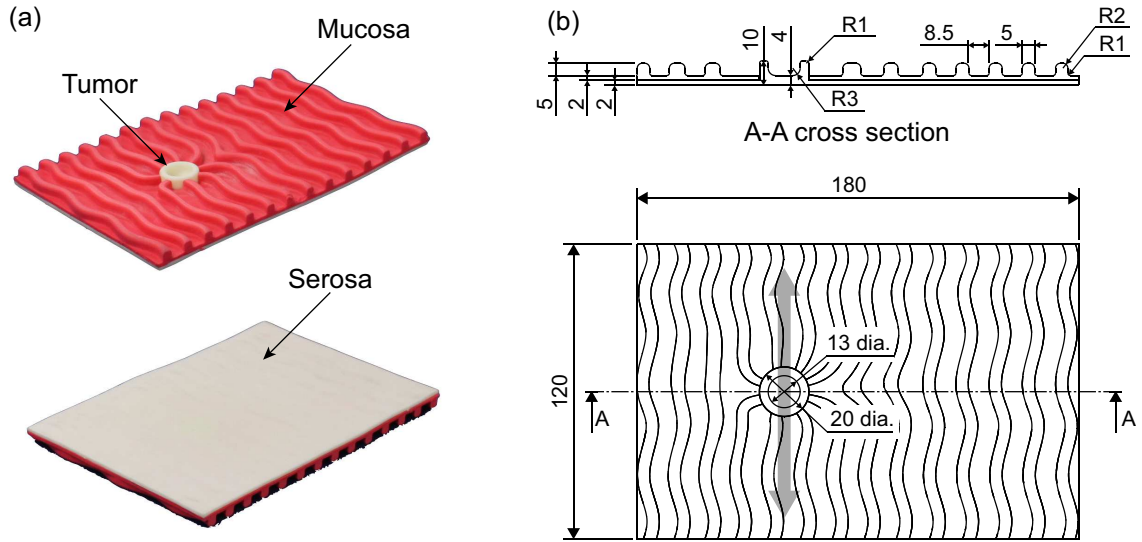 (a)
Mucosa
Tumor
Serosa
(b)
10
4
R1
8.5
5
R2
R1
5
2
2
R3
A-A cross section
180
120
13 dia.
20 dia.
A
A